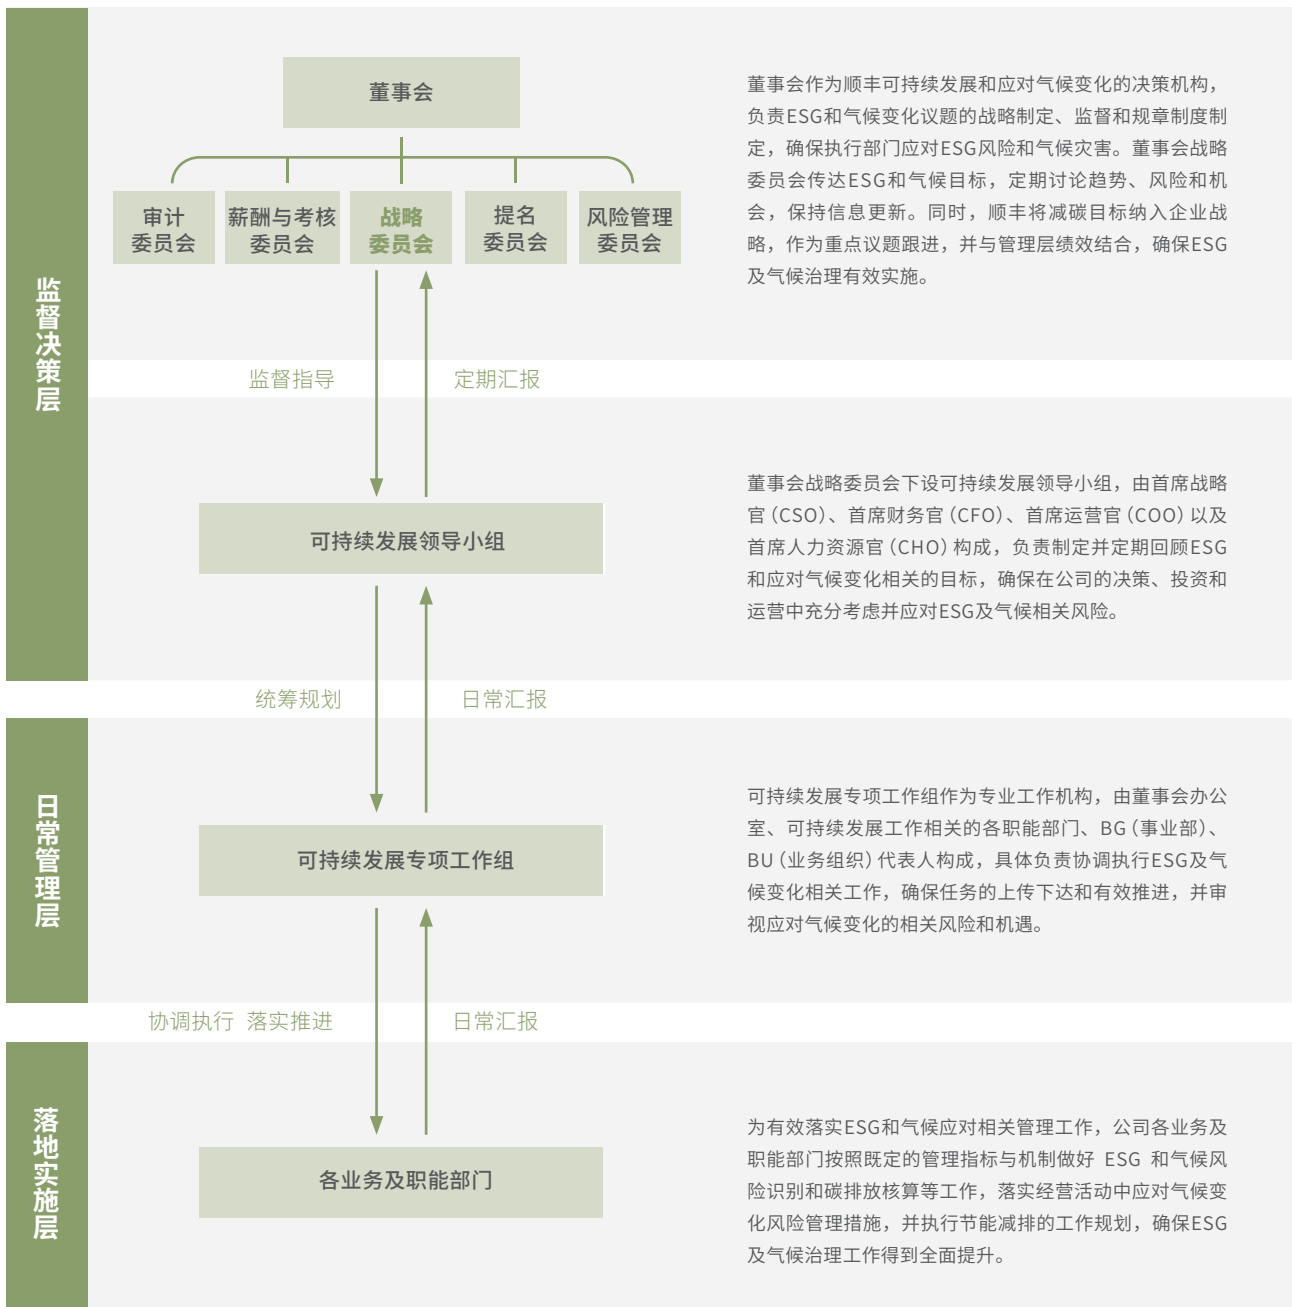 监督决策层
董事会
审计
委员会
薪酬与考核
委员会
战略
委员会
提名
委员会
风险管理
委员会
董事会作为顺丰可持续发展和应对气候变化的决策机构，
负责ESG和气候变化议题的战略制定、监督和规章制度制
定，确保执行部门应对ESG风险和气候灾害。董事会战略
委员会传达ESG和气候目标，定期讨论趋势、风险和机
会，保持信息更新。同时，顺丰将减碳目标纳入企业战
略，作为重点议题跟进，并与管理层绩效结合，确保ESG
及气候治理有效实施。
监督指导
定期汇报
可持续发展领导小组
董事会战略委员会下设可持续发展领导小组，由首席战略
官（CSO）、首席财务官（CFO）、首席运营官（COO）以及
首席人力资源官（CHO）构成，负责制定并定期回顾ESG
和应对气候变化相关的目标，确保在公司的决策、投资和
运营中充分考虑并应对ESG及气候相关风险。
统筹规划
日常汇报
日常管理层
可持续发展专项工作组
可持续发展专项工作组作为专业工作机构，由董事会办公
室、可持续发展工作相关的各职能部门、BG（事业部）、
BU（业务组织）代表人构成，具体负责协调执行ESG及气
候变化相关工作，确保任务的上传下达和有效推进，并审
视应对气候变化的相关风险和机遇。
协调执行 落实推进
日常汇报
落地实施层
各业务及职能部门
为有效落实ESG和气候应对相关管理工作，公司各业务及
职能部门按照既定的管理指标与机制做好 ESG 和气候风
险识别和碳排放核算等工作，落实经营活动中应对气候变
化风险管理措施，并执行节能减排的工作规划，确保ESG
及气候治理工作得到全面提升。